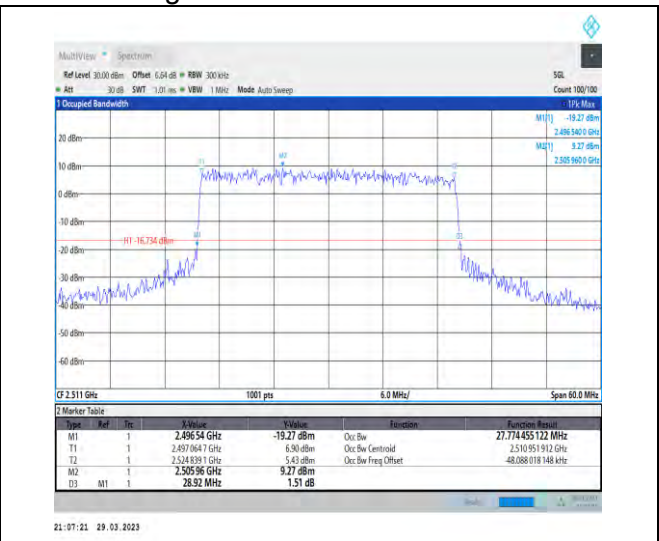 MultiView Spectrum
Ref Level 30.00 dBm Offset 6.64 dB RBW 300 kHz SGL
Att 30 dB SWT 1.01 ms VBW 1 MHz Mode Auto Sweep Count 100/100
1 Occupied Bandwidth 1Pk Max
M1[1] -19.27 dBm
2.496 540 0 GHz
M2[1] 9.27 dBm
2.505 960 0 GHz
20 dBm
10 dBm
M2
0 dBm
-10 dBm
H1 -16.734 dBm
M1
D3
-20 dBm
-30 dBm
-40 dBm
-50 dBm
-60 dBm
CF 2.511 GHz 1001 pts 6.0 MHz/ Span 60.0 MHz
2 Marker Table
Type Ref Trc X-Value Y-Value Function Function Result
M1 1 2.496 54 GHz -19.27 dBm Occ Bw 27.774 455 122 MHz
T1 1 2.497 064 7 GHz 6.90 dBm Occ Bw Centroid 2.510 951 912 GHz
T2 1 2.524 839 1 GHz 5.43 dBm Occ Bw Freq Offset -48.088 018 148 kHz
M2 1 2.505 96 GHz 9.27 dBm
D3 M1 1 28.92 MHz 1.51 dB
21:07:21 29.03.2023